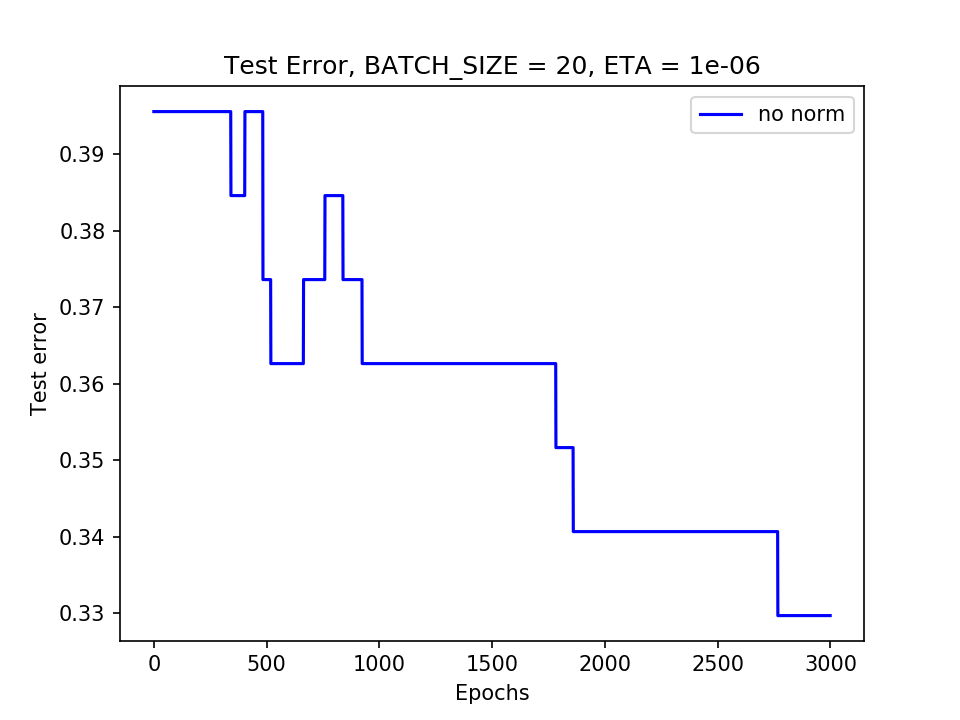 Test Error, BATCH_SIZE = 20, ETA = 1e-06
no norm
0.39
0.38
0.37
0.36
0.35
0.34
0.33
Test error
0 500 1000 1500 2000 2500 3000
Epochs